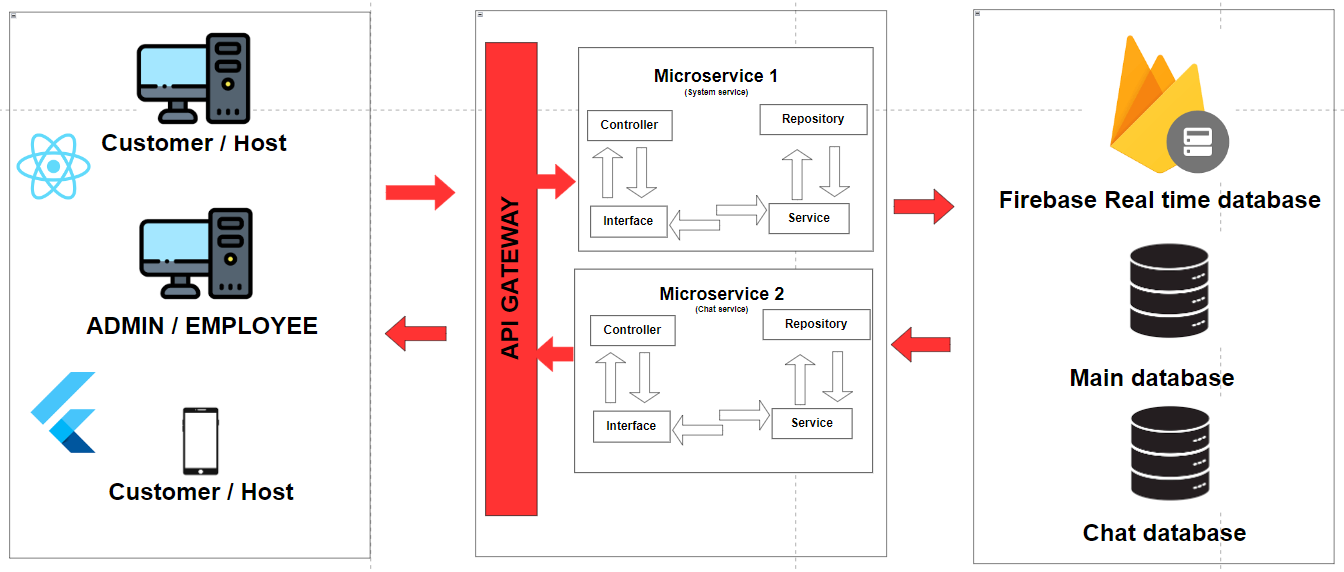 Customer / Host
ADMIN / EMPLOYEE
Customer / Host
API GATEWAY
Microservice 1
(System service)
Controller
Repository
Interface
Service
Microservice 2
(Chat service)
Controller
Repository
Interface
Service
Firebase Real time database
Main database
Chat database